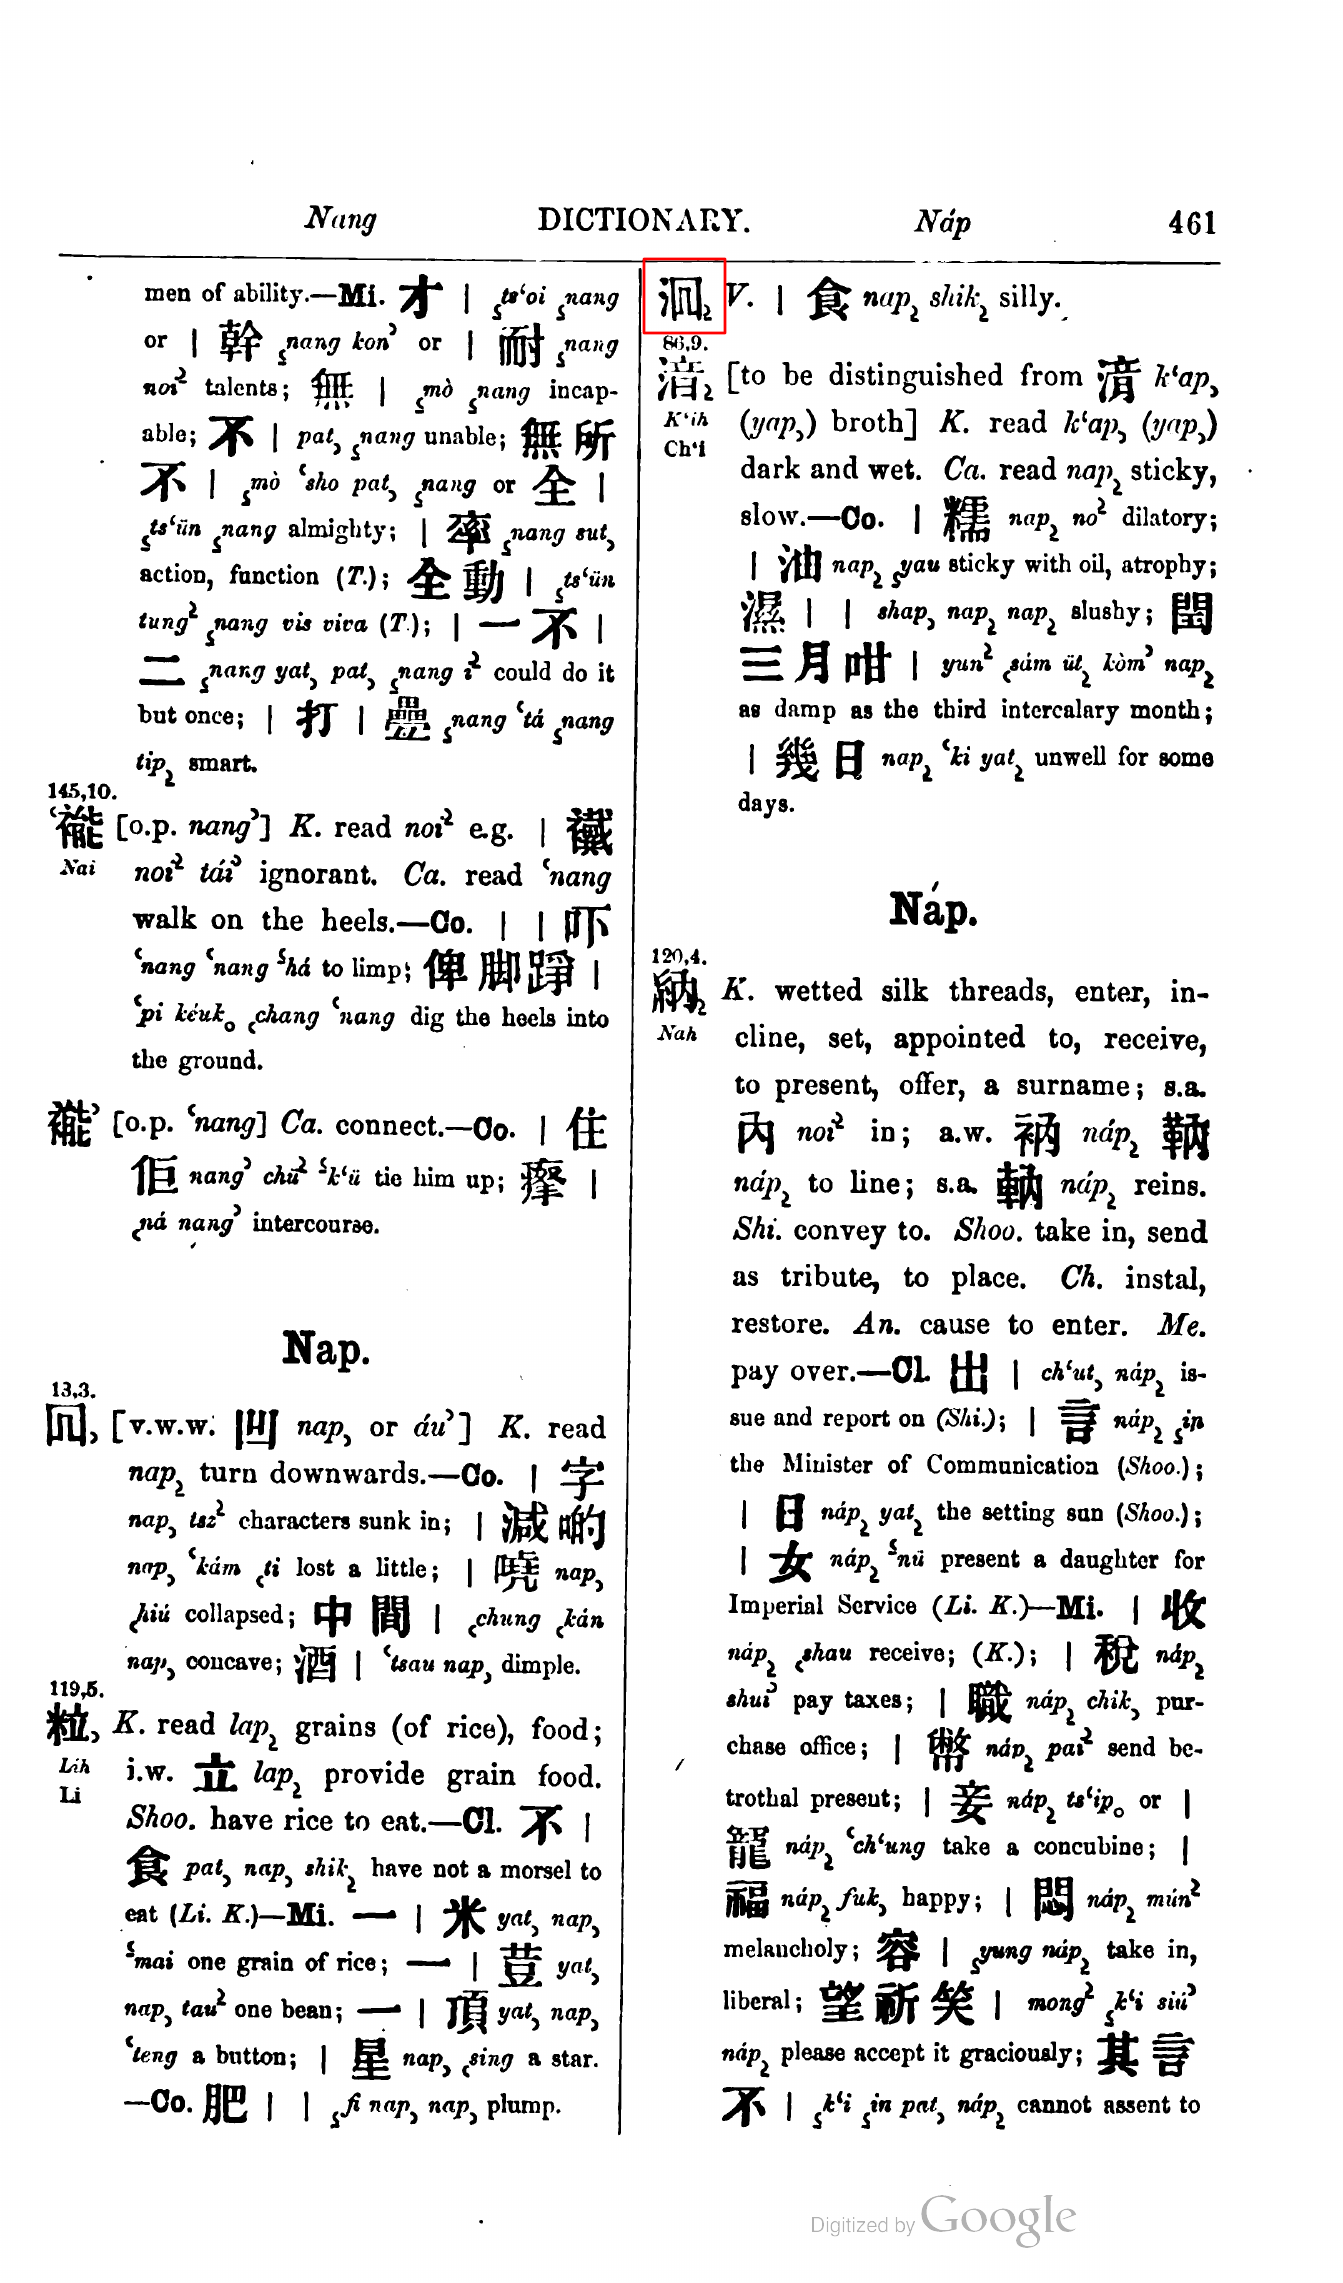 Nang DICTIONARY. Náp 461
men of ability.—Mi. 才 | ꜁ts‘oi ꜁nang
or | 幹 ꜁nang kon꜄ or | 耐 ꜁nang
noi² talents; 無 | ꜁mò ꜁nang incap-
able; 不 | pat, ꜁nang unable; 無所
不 | ꜁mò ‘sho pat, ꜁nang or 全 |
꜁ts‘ün ꜁nang almighty; | 率 ꜁nang sut,
action, function (T.); 全動 | ꜁ts‘ün
tung² ꜁nang vis viva (T.); | 一不 |
二 ꜁nang yat, pat, ꜁nang i² could do it
but once; | 打 | ꜁nang ‘tá ꜁nang
tip₂ smart.
145,10.
‘褦 [o.p. nang꜄] K. read noi² e.g. | 襶
Nai noi² tái꜄ ignorant. Ca. read ‘nang
walk on the heels.—Co. | | 吓
‘nang ‘nang ꜃há to limp; 俾脚踭 |
‘pi kéuk。 ꜀chang ‘nang dig the heels into
the ground.
褦꜄ [o.p. ‘nang] Ca. connect.—Co. | 住
佢 nang꜄ chü² ꜃k‘ü tie him up; |
꜀ná nang꜄ intercourse.
Nap.
13,3.
, [v.w.w. 凹 nap, or áu꜄] K. read
nap₂ turn downwards.—Co. | 字
nap, tsz² characters sunk in; | 減啲
nap, ‘kám ꜀ti lost a little; | 嘵 nap,
꜀hiú collapsed; 中間 | ꜀chung ꜀kán
nap, concave; 酒 | ‘tsau nap, dimple.
119,5.
粒, K. read lap₂ grains (of rice), food;
Lih i.w. 立 lap₂ provide grain food.
Li Shoo. have rice to eat.—Cl. 不 |
食 pat, nap, shik₂ have not a morsel to
eat (Li. K.)—Mi. 一 | 米 yat, nap,
꜃mai one grain of rice; 一 | 荳 yat,
nap, tau² one bean; 一 | 頂 yat, nap,
‘teng a button; | 星 nap, ꜀sing a star.
—Co. 肥 | | ꜁fi nap, nap, plump.
₂ V. | 食 nap₂ shik₂ silly.
86,9.
湆₂ [to be distinguished from 湇 k‘ap,
K‘ih (yap,) broth] K. read k‘ap, (yap,)
Ch‘i dark and wet. Ca. read nap₂ sticky,
slow.—Co. | 糯 nap₂ no² dilatory;
| 油 nap₂ ꜁yau sticky with oil, atrophy;
濕 | | shap, nap₂ nap₂ slushy; 閏
三月咁 | yun² ꜀sám üt₂ kòm꜄ nap₂
as damp as the third intercalary month;
| 幾日 nap₂ ‘ki yat₂ unwell for some
days.
Náp.
120,4.
納₂ K. wetted silk threads, enter, in-
Nah cline, set, appointed to, receive,
to present, offer, a surname; s.a.
內 noi² in; a.w. 衲 náp₂ 鞆
náp₂ to line; s.a. 軜 náp₂ reins.
Shi. convey to. Shoo. take in, send
as tribute, to place. Ch. instal,
restore. An. cause to enter. Me.
pay over.—Cl. 出 | ch‘ut, náp₂ is-
sue and report on (Shi.); | 言 náp₂ ꜁in
the Minister of Communication (Shoo.);
| 日 náp₂ yat₂ the setting sun (Shoo.);
| 女 náp₂ ꜃nü present a daughter for
Imperial Service (Li. K.)—Mi. | 收
náp₂ ꜀shau receive; (K.); | 稅 náp₂
shui꜄ pay taxes; | 職 náp₂ chik, pur-
chase office; | 幣 náp₂ pai² send be-
trothal present; | 妾 náp₂ ts‘ip。 or |
寵 náp₂ ‘ch‘ung take a concubine; |
福 náp₂ fuk, happy; | 悶 náp₂ mún²
melancholy; 容 | ꜁yung náp₂ take in,
liberal; 望祈笑 | mong² ꜁k‘i siú꜄
náp₂ please accept it graciously; 其言
不 | ꜁k‘i ꜁in pat, náp₂ cannot assent to
Digitized by Google